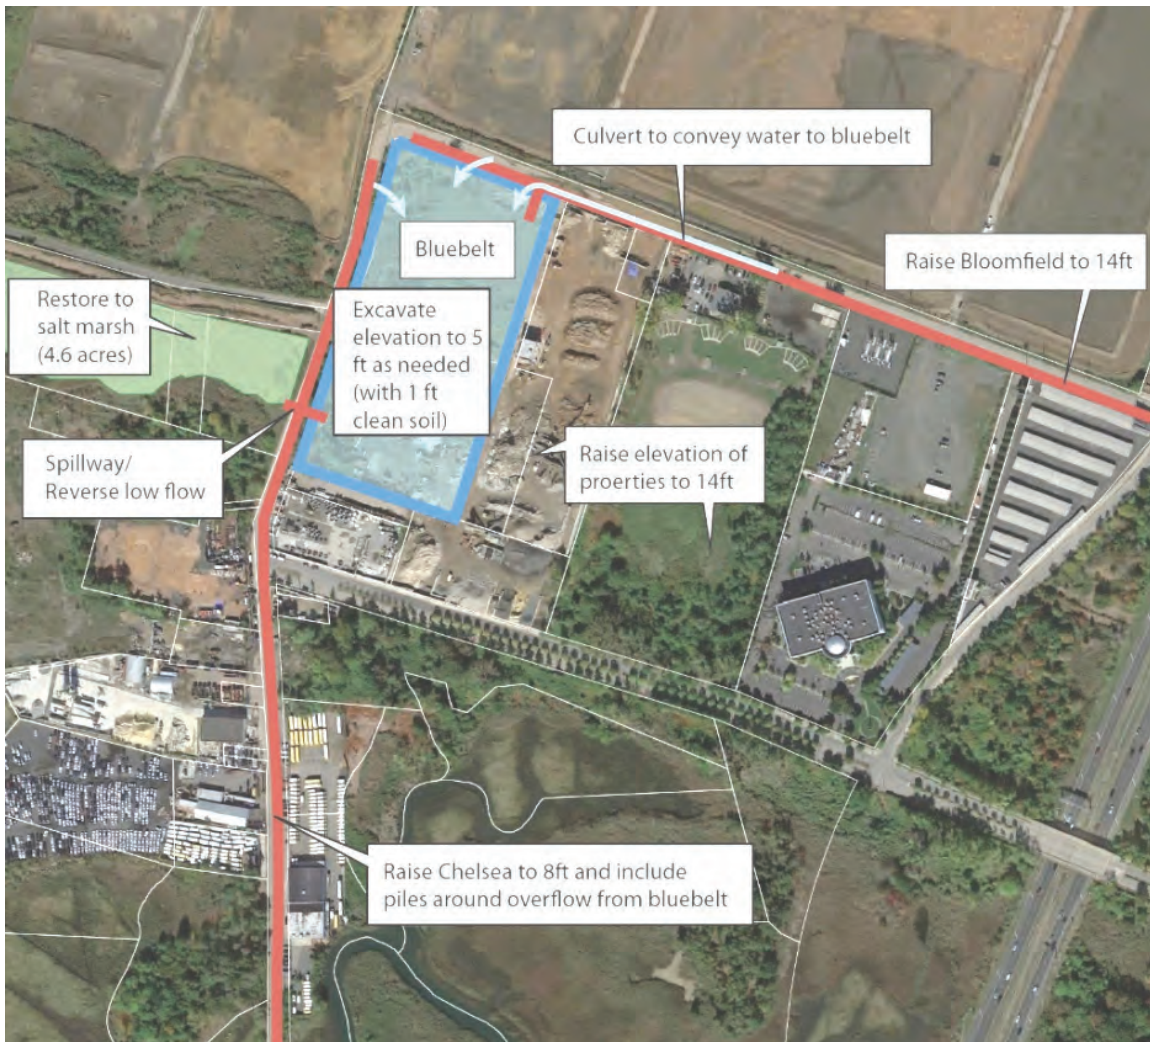 Culvert to convey water to bluebelt
Bluebelt
Raise Bloomfield to 14ft
Restore to
salt marsh
(4.6 acres)
Excavate
elevation to 5
ft as needed
(with 1 ft
clean soil)
Spillway/
Reverse low flow
Raise elevation of
proerties to 14ft
Raise Chelsea to 8ft and include
piles around overflow from bluebelt